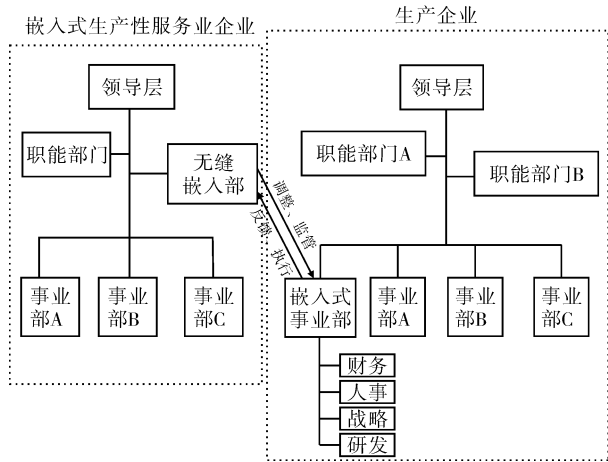 嵌入式生产性服务业企业
生产企业
领导层
职能部门
无缝
嵌入部
事业
部A
事业
部B
事业
部C
调整、监管
反馈、执行
领导层
职能部门A
职能部门B
嵌入式
事业部
事业
部A
事业
部B
事业
部C
财务
人事
战略
研发